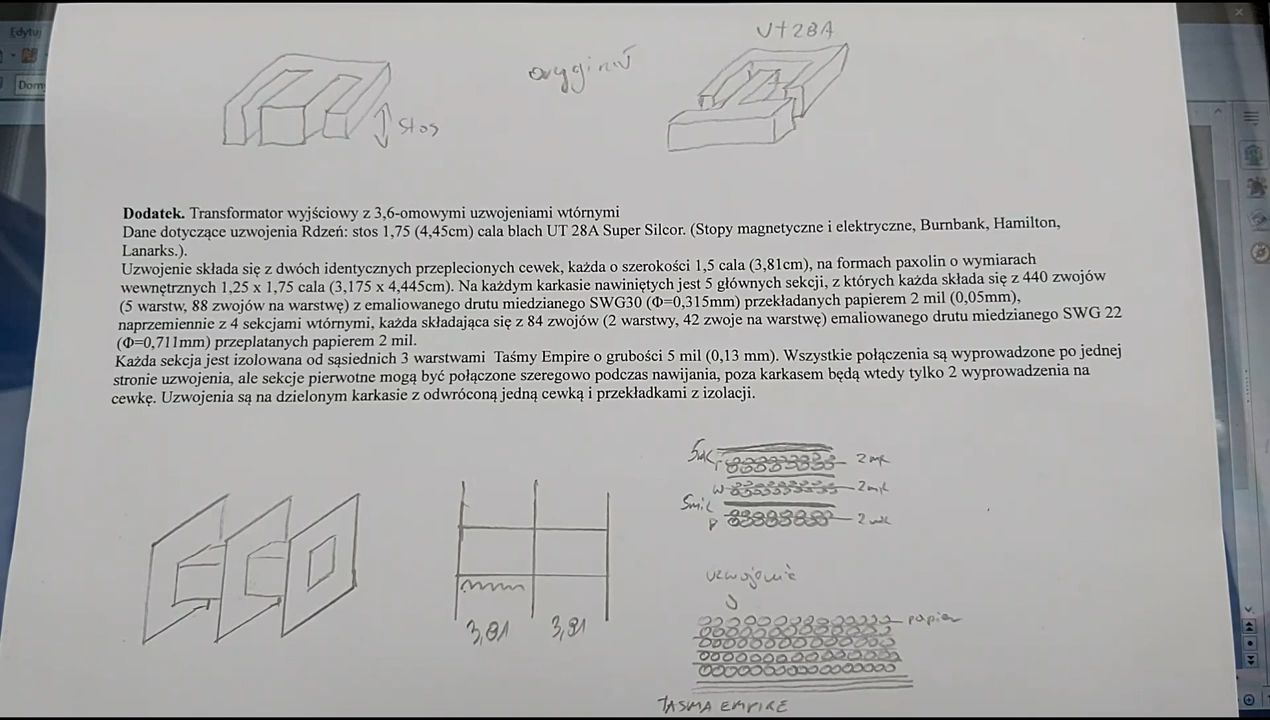 Edytuj
UT28A
oryginał
Stos
Dodatek. Transformator wyjściowy z 3,6-omowymi uzwojeniami wtórnymi
Dane dotyczące uzwojenia Rdzeń: stos 1,75 (4,45cm) cala blach UT 28A Super Silcor. (Stopy magnetyczne i elektryczne, Burnbank, Hamilton,
Lanarks.).
Uzwojenie składa się z dwóch identycznych przeplecionych cewek, każda o szerokości 1,5 cala (3,81cm), na formach paxolin o wymiarach
wewnętrznych 1,25 x 1,75 cala (3,175 x 4,445cm). Na każdym karkasie nawiniętych jest 5 głównych sekcji, z których każda składa się z 440 zwojów
(5 warstw, 88 zwojów na warstwę) z emaliowanego drutu miedzianego SWG30 (Φ=0,315mm) przekładanych papierem 2 mil (0,05mm),
naprzemiennie z 4 sekcjami wtórnymi, każda składająca się z 84 zwojów (2 warstwy, 42 zwoje na warstwę) emaliowanego drutu miedzianego SWG 22
(Φ=0,711mm) przeplatanych papierem 2 mil.
Każda sekcja jest izolowana od sąsiednich 3 warstwami Taśmy Empire o grubości 5 mil (0,13 mm). Wszystkie połączenia są wyprowadzone po jednej
stronie uzwojenia, ale sekcje pierwotne mogą być połączone szeregowo podczas nawijania, poza karkasem będą wtedy tylko 2 wyprowadzenia na
cewkę. Uzwojenia są na dzielonym karkasie z odwróconą jedną cewką i przekładkami z izolacji.
W
5mil
P
3,81 3,81
uzwojenie
papier
TASMA EMPIRE